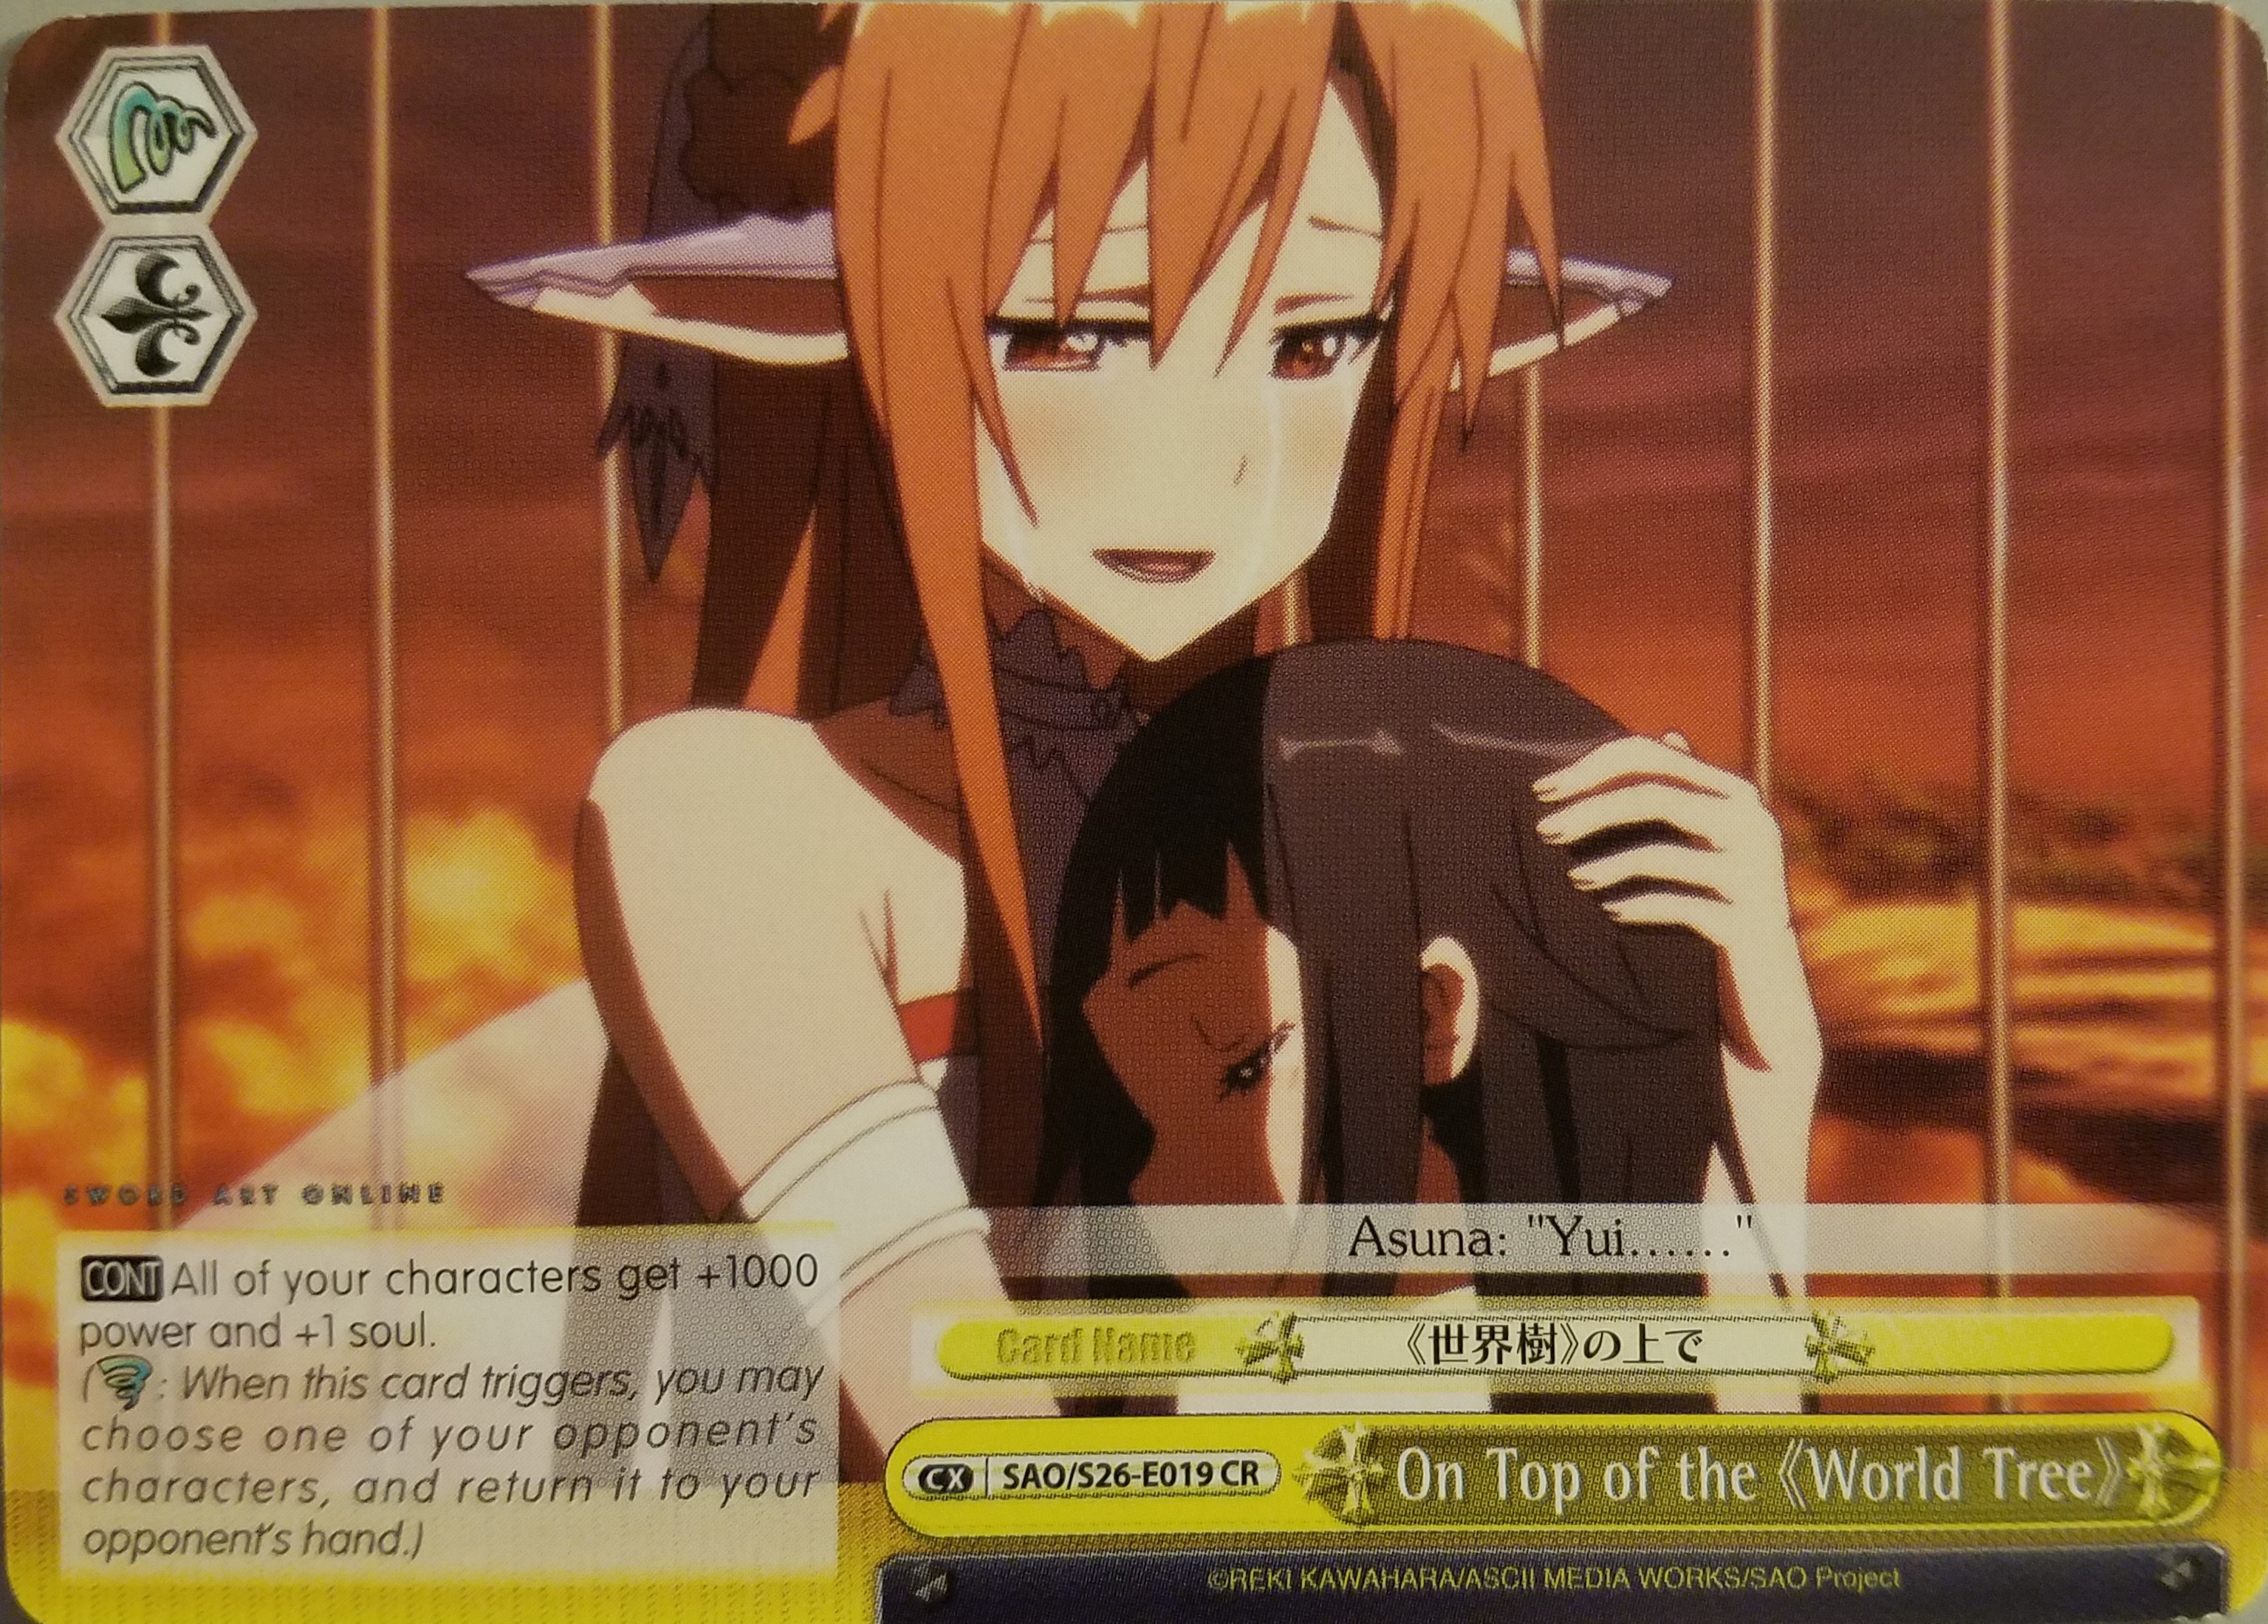 SWORD ART ONLINE
CONT All of your characters get +1000
power and +1 soul.
( : When this card triggers, you may
choose one of your opponent's
characters, and return it to your
opponent's hand.)
Asuna: "Yui......"
Card Name 《世界樹》の上で
CX SAO/S26-E019 CR On Top of the 《World Tree》
©REKI KAWAHARA/ASCII MEDIA WORKS/SAO Project